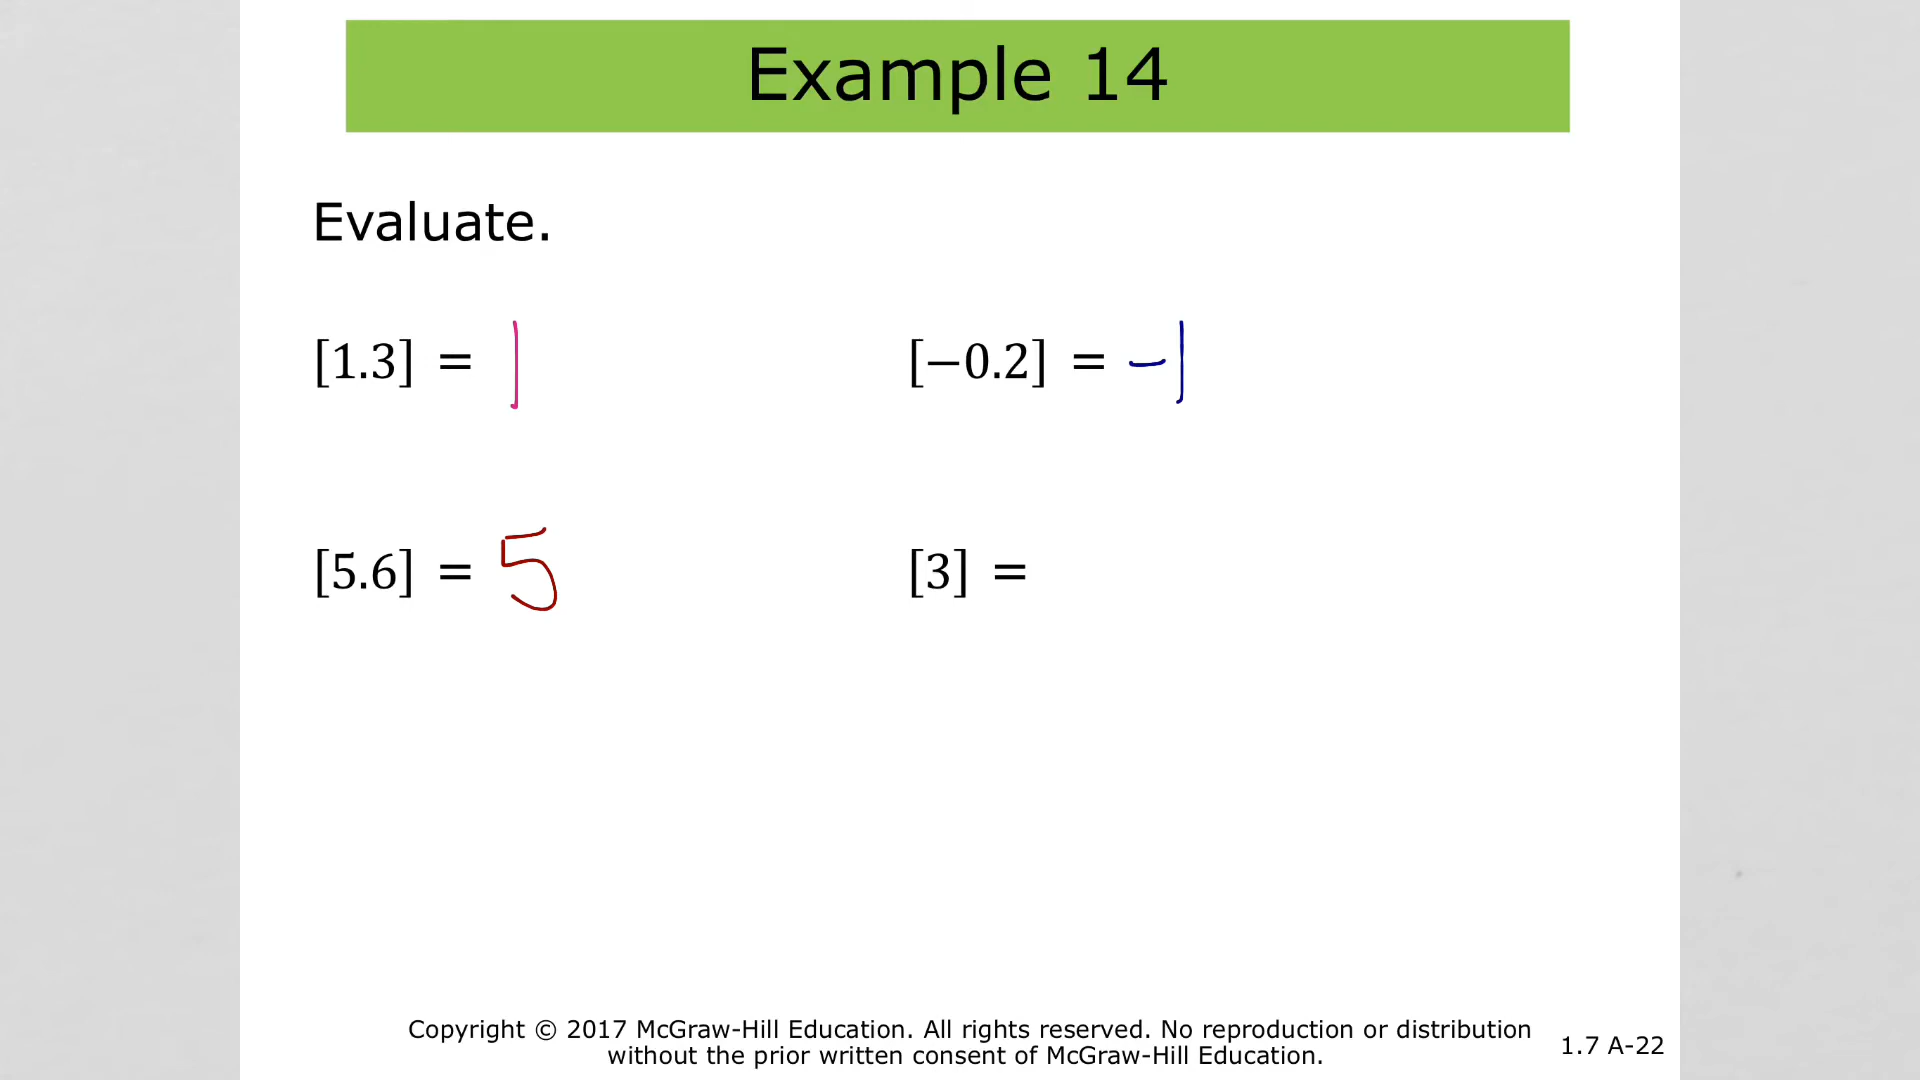 Example 14
Evaluate.
[1.3] = 1
[−0.2] = −1
[5.6] = 5
[3] =
Copyright © 2017 McGraw-Hill Education. All rights reserved. No reproduction or distribution
without the prior written consent of McGraw-Hill Education.
1.7 A-22